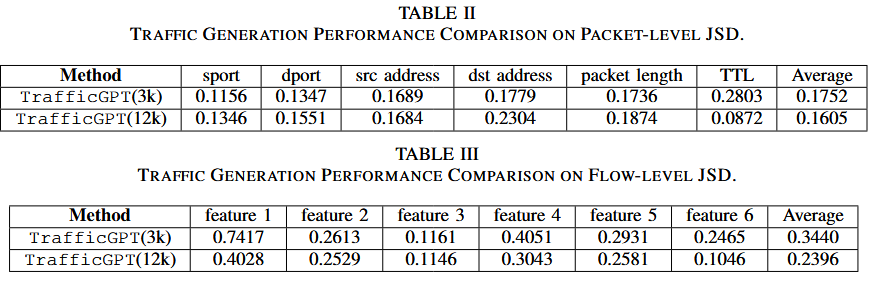 TABLE II
TRAFFIC GENERATION PERFORMANCE COMPARISON ON PACKET-LEVEL JSD.
Method sport dport src address dst address packet length TTL Average
TrafficGPT(3k) 0.1156 0.1347 0.1689 0.1779 0.1736 0.2803 0.1752
TrafficGPT(12k) 0.1346 0.1551 0.1684 0.2304 0.1874 0.0872 0.1605
TABLE III
TRAFFIC GENERATION PERFORMANCE COMPARISON ON FLOW-LEVEL JSD.
Method feature 1 feature 2 feature 3 feature 4 feature 5 feature 6 Average
TrafficGPT(3k) 0.7417 0.2613 0.1161 0.4051 0.2931 0.2465 0.3440
TrafficGPT(12k) 0.4028 0.2529 0.1146 0.3043 0.2581 0.1046 0.2396